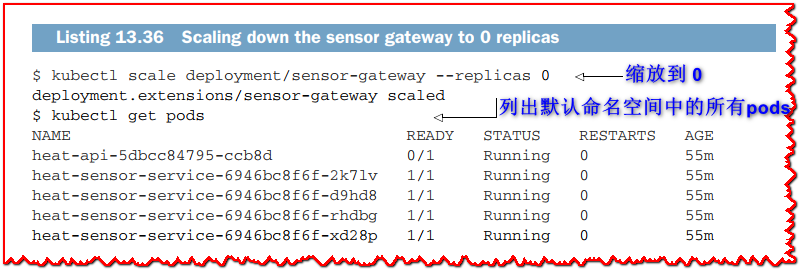 Listing 13.36 Scaling down the sensor gateway to 0 replicas
$ kubectl scale deployment/sensor-gateway --replicas 0 缩放到 0
deployment.extensions/sensor-gateway scaled
$ kubectl get pods 列出默认命名空间中的所有pods
NAME READY STATUS RESTARTS AGE
heat-api-5dbcc84795-ccb8d 0/1 Running 0 55m
heat-sensor-service-6946bc8f6f-2k7lv 1/1 Running 0 55m
heat-sensor-service-6946bc8f6f-d9hd8 1/1 Running 0 55m
heat-sensor-service-6946bc8f6f-rhdbg 1/1 Running 0 55m
heat-sensor-service-6946bc8f6f-xd28p 1/1 Running 0 55m